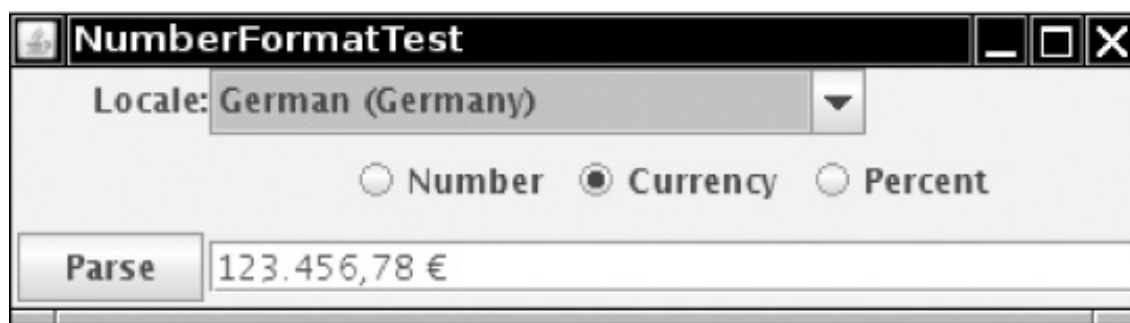 NumberFormatTest
Locale: German (Germany)
Number Currency Percent
Parse 123.456,78 €